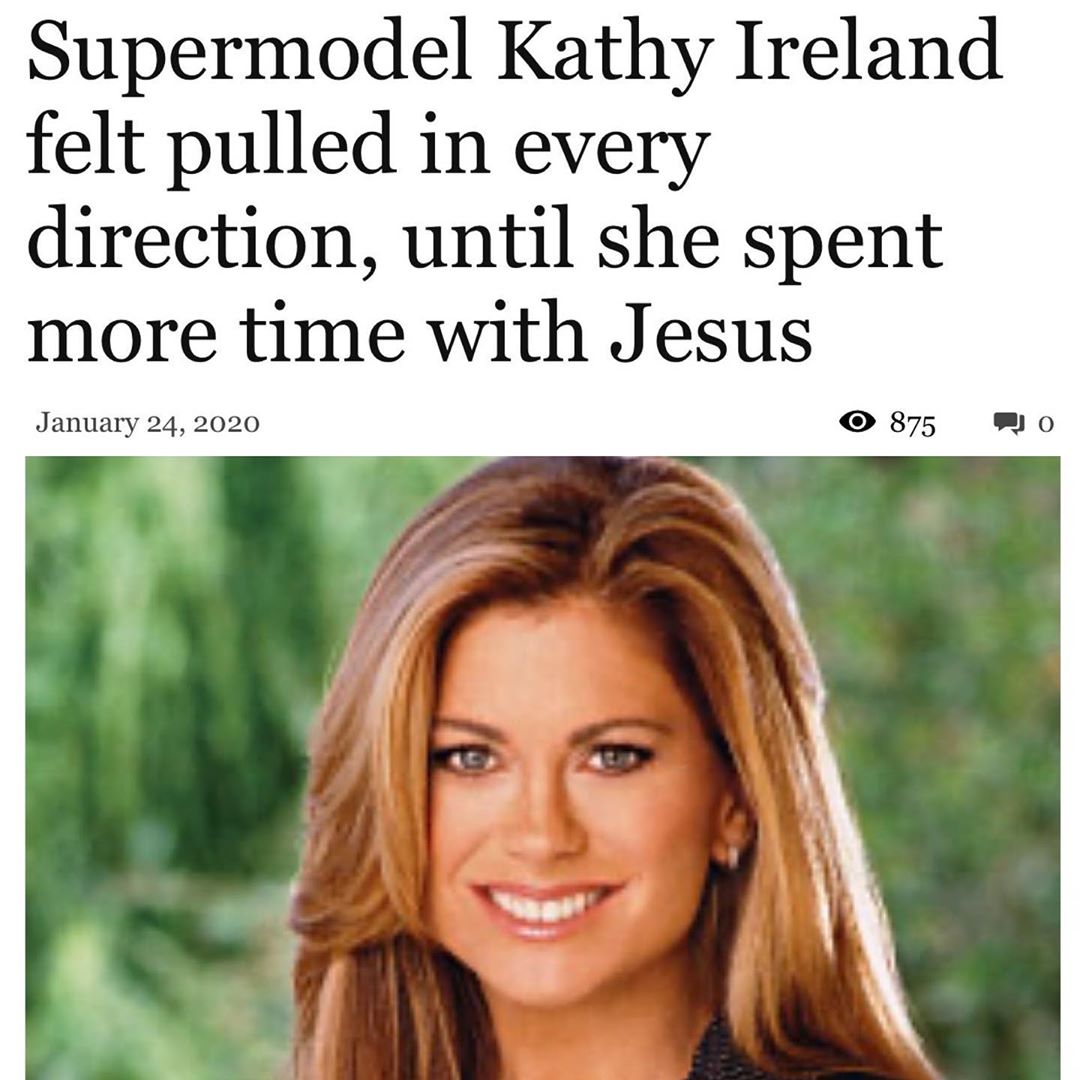 Supermodel Kathy Ireland
felt pulled in every
direction, until she spent
more time with Jesus
January 24, 2020 875 0